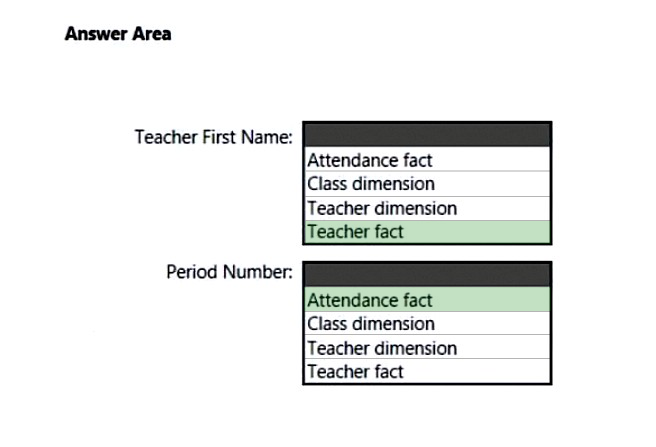 Answer Area
Teacher First Name:
Attendance fact
Class dimension
Teacher dimension
Teacher fact
Period Number:
Attendance fact
Class dimension
Teacher dimension
Teacher fact